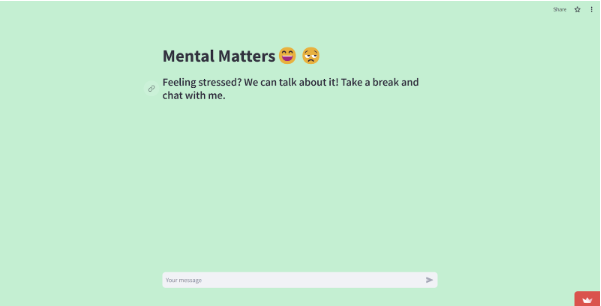 Share
Mental Matters 😄 😒
Feeling stressed? We can talk about it! Take a break and
chat with me.
Your message